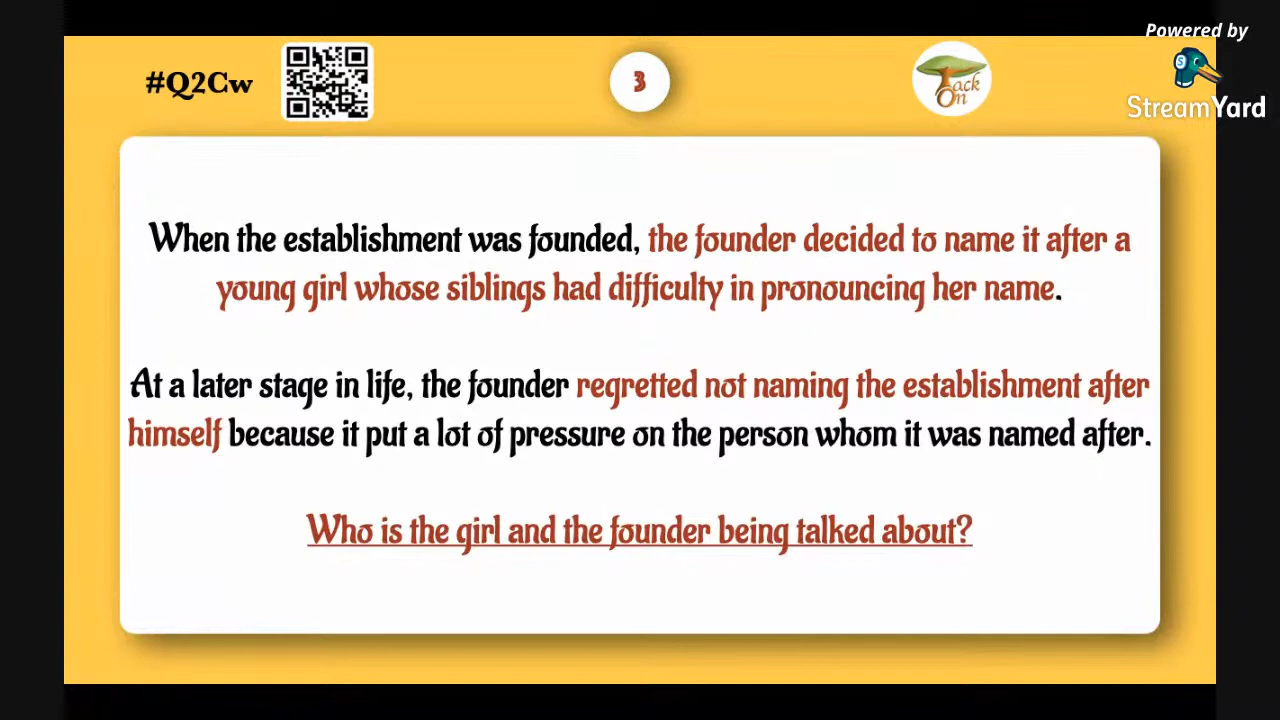 Powered by
#Q2Cw
3
Tack
On
S
StreamYard
When the establishment was founded, the founder decided to name it after a
young girl whose siblings had difficulty in pronouncing her name.
At a later stage in life, the founder regretted not naming the establishment after
himself because it put a lot of pressure on the person whom it was named after.
Who is the girl and the founder being talked about?